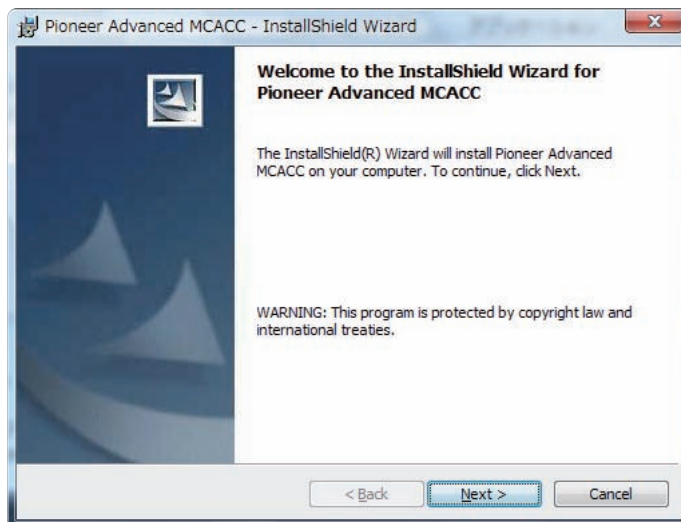 Pioneer Advanced MCACC - InstallShield Wizard
Welcome to the InstallShield Wizard for
Pioneer Advanced MCACC
The InstallShield(R) Wizard will install Pioneer Advanced
MCACC on your computer. To continue, click Next.
WARNING: This program is protected by copyright law and
international treaties.
< Back
Next >
Cancel